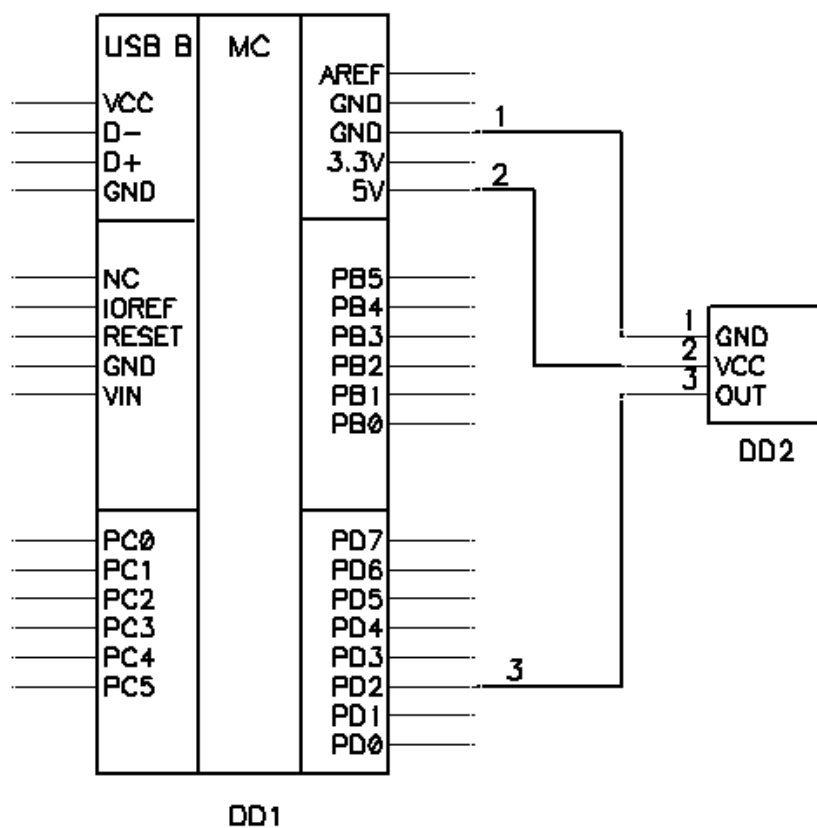 USB B MC
AREF
VCC GND
D- GND 1
D+ 3.3V
GND 5V 2
NC PB5
IOREF PB4
RESET PB3 1 GND
GND PB2 2 VCC
VIN PB1 3 OUT
PB0
DD2
PC0 PD7
PC1 PD6
PC2 PD5
PC3 PD4
PC4 PD3
PC5 PD2 3
PD1
PD0
DD1